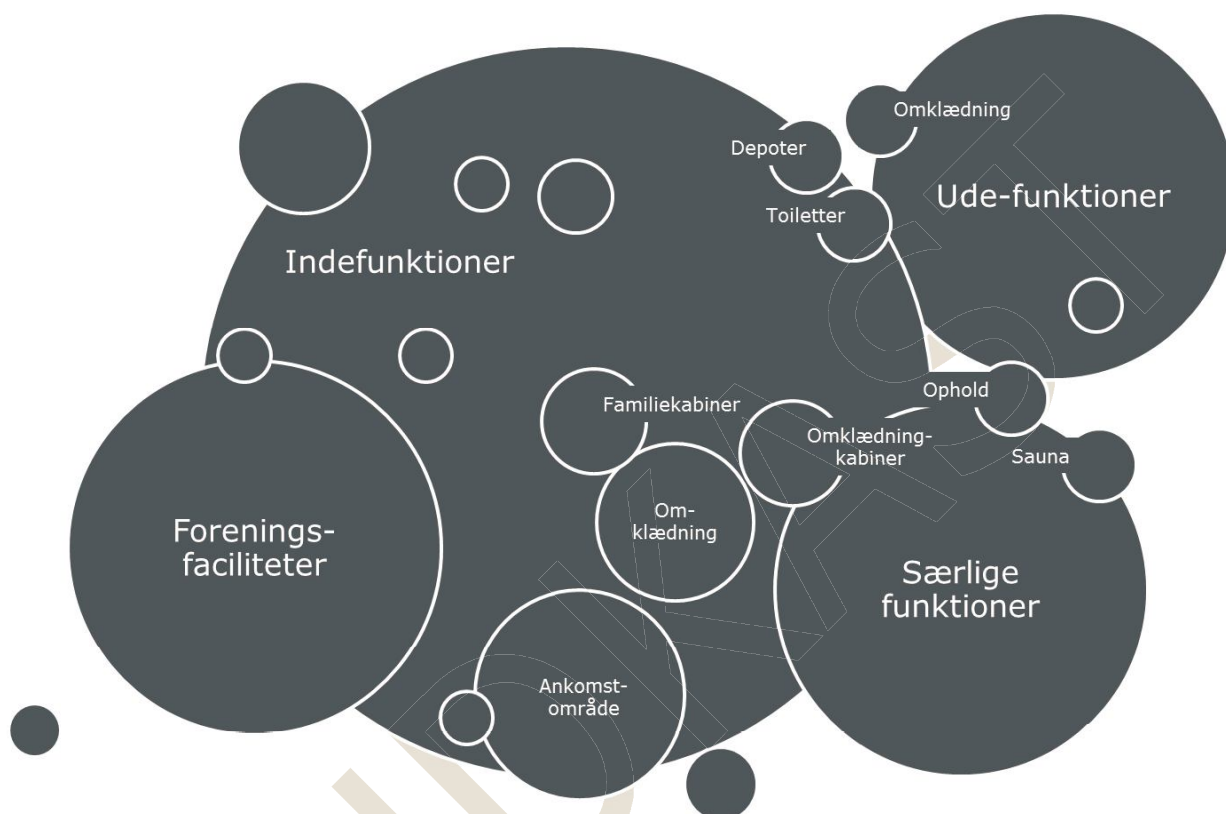 Omklædning
Depoter
Ude-funktioner
Toiletter
Indefunktioner
Ophold
Familiekabiner
Omklædning-
kabiner
Sauna
Om-
klædning
Forenings-
faciliteter
Særlige
funktioner
Ankomst-
område